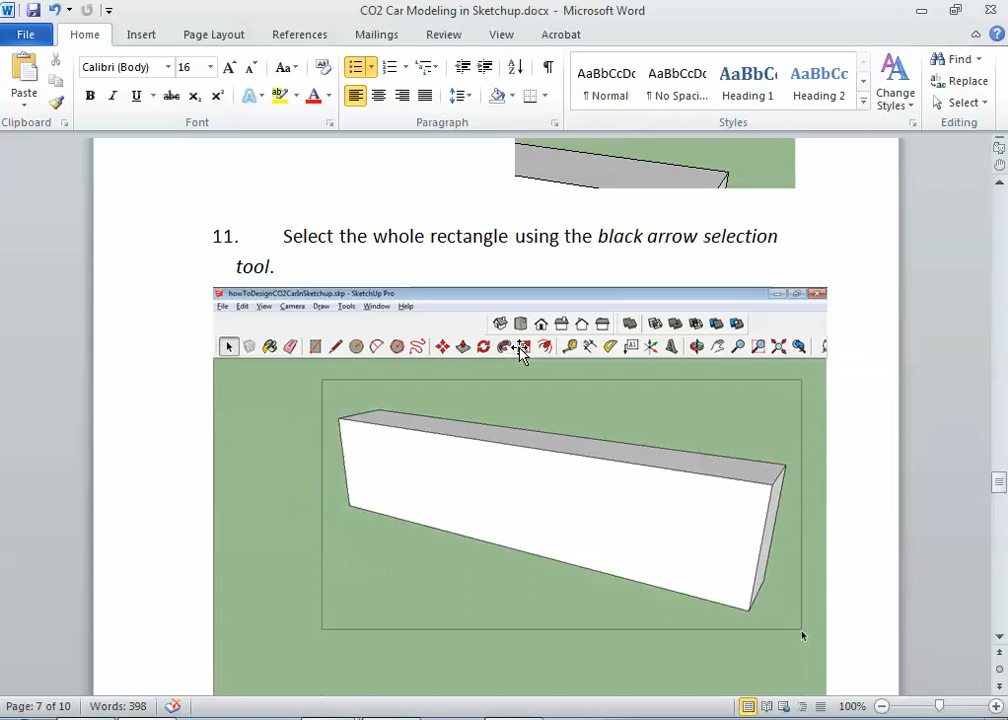 CO2 Car Modeling in Sketchup.docx - Microsoft Word
File Home Insert Page Layout References Mailings Review View Acrobat
Paste
Clipboard
Calibri (Body) 16
Font
Paragraph
AaBbCcDc AaBbCcDc AaBbCc AaBbCc
¶ Normal ¶ No Spaci... Heading 1 Heading 2
Change Styles
Styles
Find
Replace
Select
Editing
11. Select the whole rectangle using the black arrow selection
tool.
howToDesignCO2CarInSketchup.skp - SketchUp Pro
File Edit View Camera Draw Tools Window Help
Page: 7 of 10 Words: 398 100%